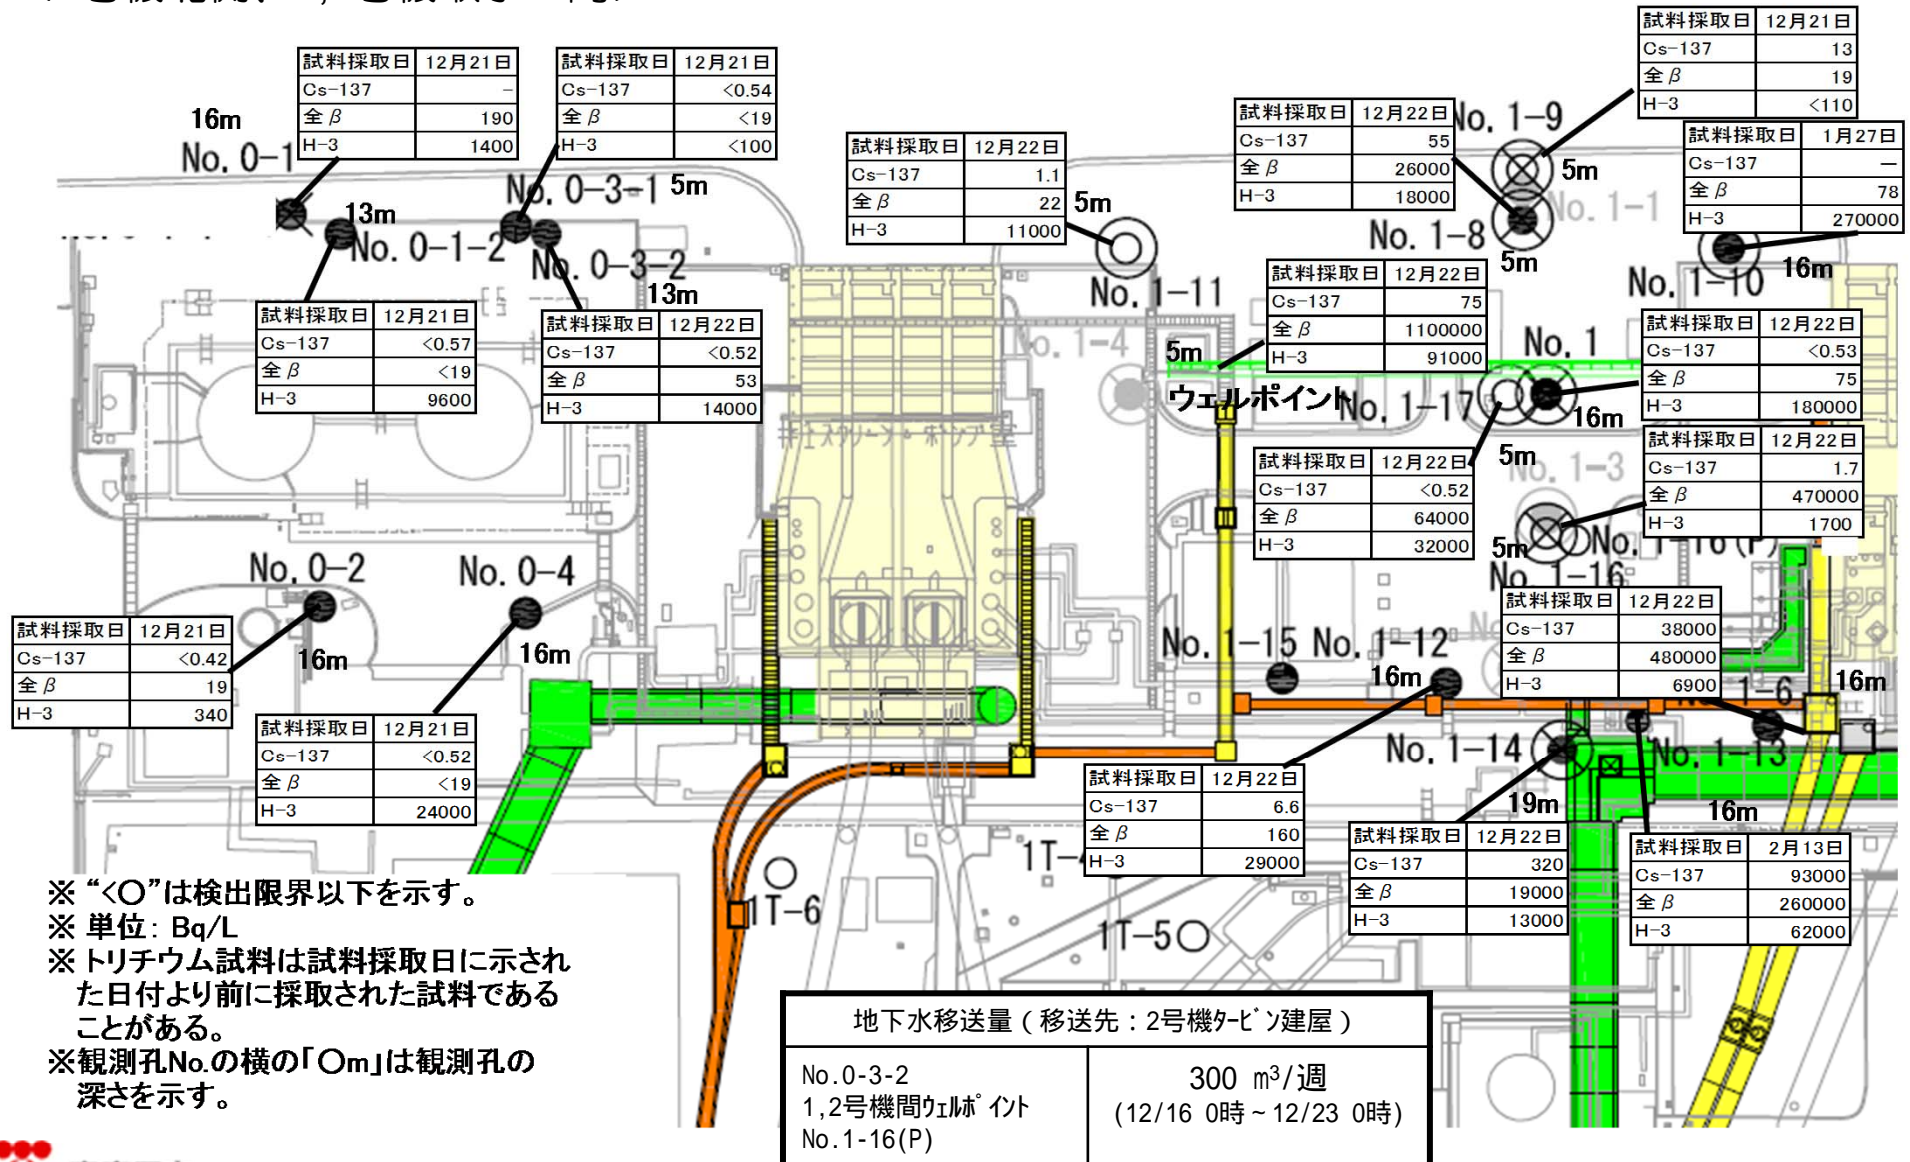 試料採取日 12月21日
Cs-137 -
全β 190
H-3 1400
16m
No. 0-1
試料採取日 12月21日
Cs-137 <0.54
全β <19
H-3 <100
No. 0-3-1 5m
試料採取日 12月22日
Cs-137 1.1
全β 22
H-3 11000
5m
No. 1-11
試料採取日 12月22日
Cs-137 55
全β 26000
H-3 18000
No. 1-8
5m
試料採取日 12月21日
Cs-137 13
全β 19
H-3 <110
No. 1-9
5m
No. 1-1
試料採取日 1月27日
Cs-137 —
全β 78
H-3 270000
No. 1-10
16m
13m
No. 0-1-2
試料採取日 12月21日
Cs-137 <0.57
全β <19
H-3 9600
No. 0-3-2
13m
試料採取日 12月22日
Cs-137 <0.52
全β 53
H-3 14000
No. 1-4
試料採取日 12月22日
Cs-137 75
全β 1100000
H-3 91000
5m
ウェルポイント
No. 1
16m
試料採取日 12月22日
Cs-137 <0.53
全β 75
H-3 180000
No. 1-17
5m
試料採取日 12月22日
Cs-137 <0.52
全β 64000
H-3 32000
No. 1-3
試料採取日 12月22日
Cs-137 1.7
全β 470000
H-3 1700
5m
No. 1-16(P)
No. 1-16
No. 0-2
16m
試料採取日 12月21日
Cs-137 <0.42
全β 19
H-3 340
No. 0-4
16m
試料採取日 12月21日
Cs-137 <0.52
全β <19
H-3 24000
No. 1-15
No. 1-12
16m
試料採取日 12月22日
Cs-137 6.6
全β 160
H-3 29000
試料採取日 12月22日
Cs-137 38000
全β 480000
H-3 6900
1-6
16m
No. 1-14
19m
試料採取日 12月22日
Cs-137 320
全β 19000
H-3 13000
No. 1-13
16m
試料採取日 2月13日
Cs-137 93000
全β 260000
H-3 62000
1T-6
1T-5
※ “<○”は検出限界以下を示す。
※ 単位: Bq/L
※ トリチウム試料は試料採取日に示され
た日付より前に採取された試料である
ことがある。
※観測孔No.の横の「○m」は観測孔の
深さを示す。
地下水移送量(移送先:2号機ﾀｰﾋﾞﾝ建屋)
No.0-3-2
1,2号機間ｳｪﾙﾎﾟｲﾝﾄ
No.1-16(P)
300 m³/週
(12/16 0時~12/23 0時)